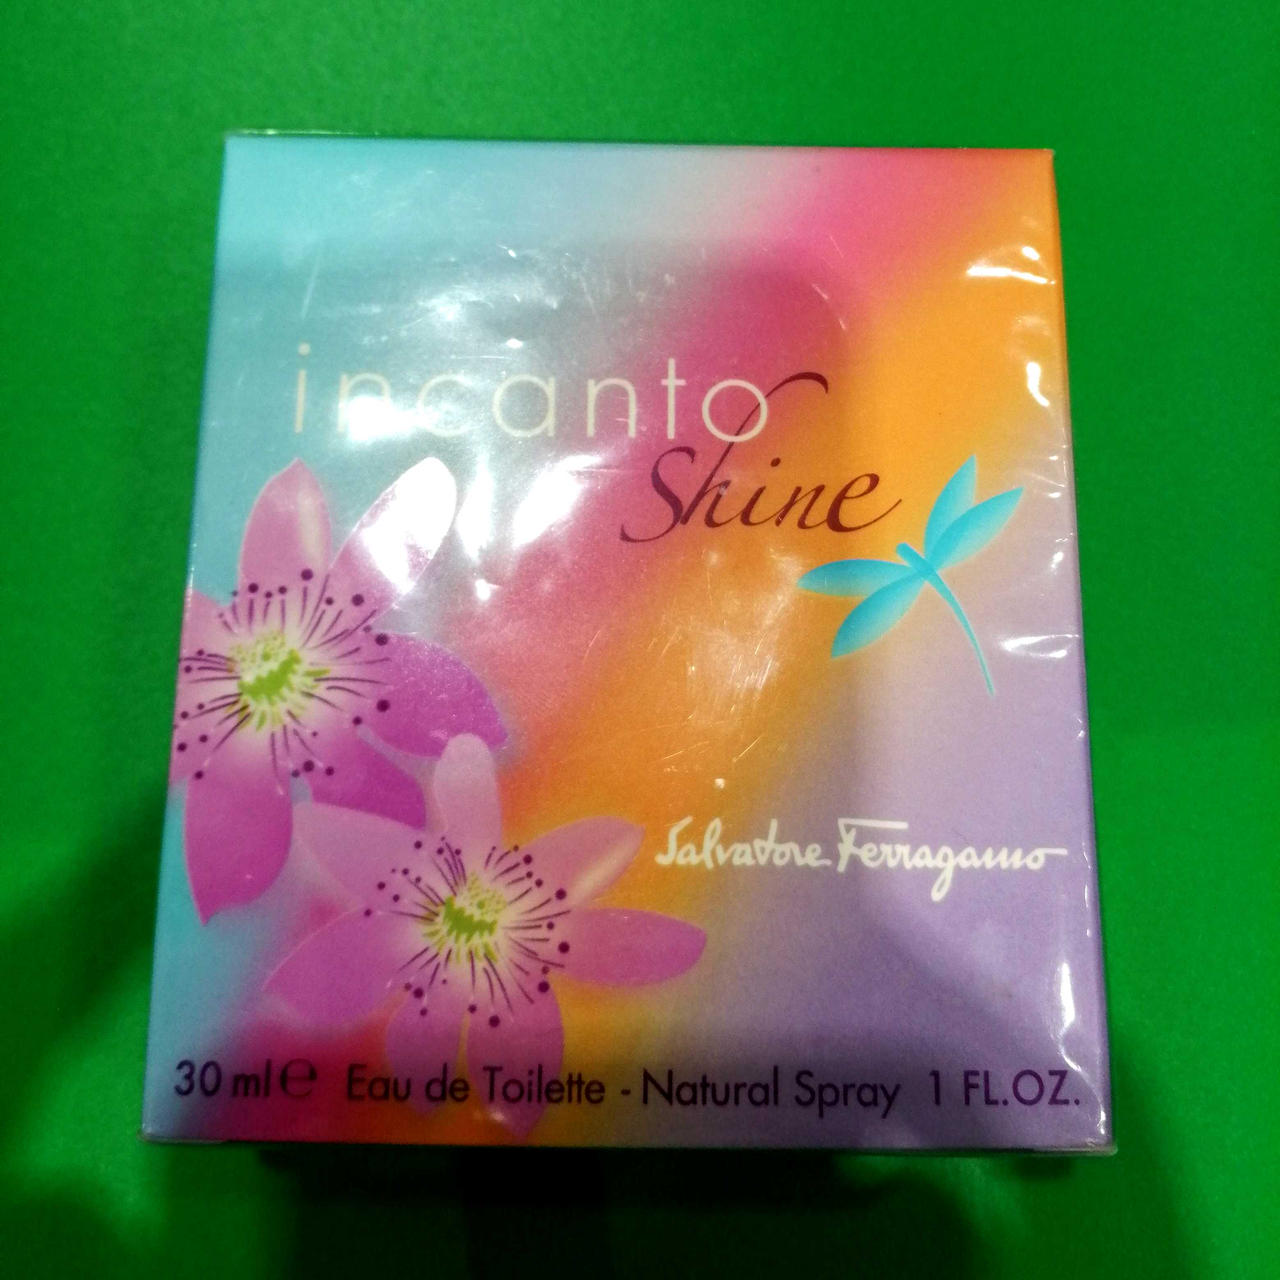 incanto
Shine
Salvatore Ferragamo
30 ml ℮ Eau de Toilette - Natural Spray 1 FL.OZ.